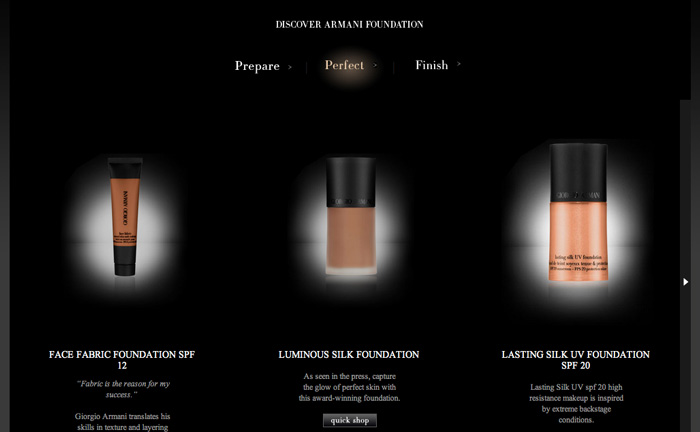 DISCOVER ARMANI FOUNDATION
Prepare >
Perfect >
Finish >
GIORGIO ARMANI
GIORGIO ARMANI
GIORGIO ARMANI
lasting silk UV foundation
FACE FABRIC FOUNDATION SPF
12
"Fabric is the reason for my
success."
Giorgio Armani translates his
skills in texture and layering
LUMINOUS SILK FOUNDATION
As seen in the press, capture
the glow of perfect skin with
this award-winning foundation.
quick shop
LASTING SILK UV FOUNDATION
SPF 20
Lasting Silk UV spf 20 high
resistance makeup is inspired
by extreme backstage
conditions.